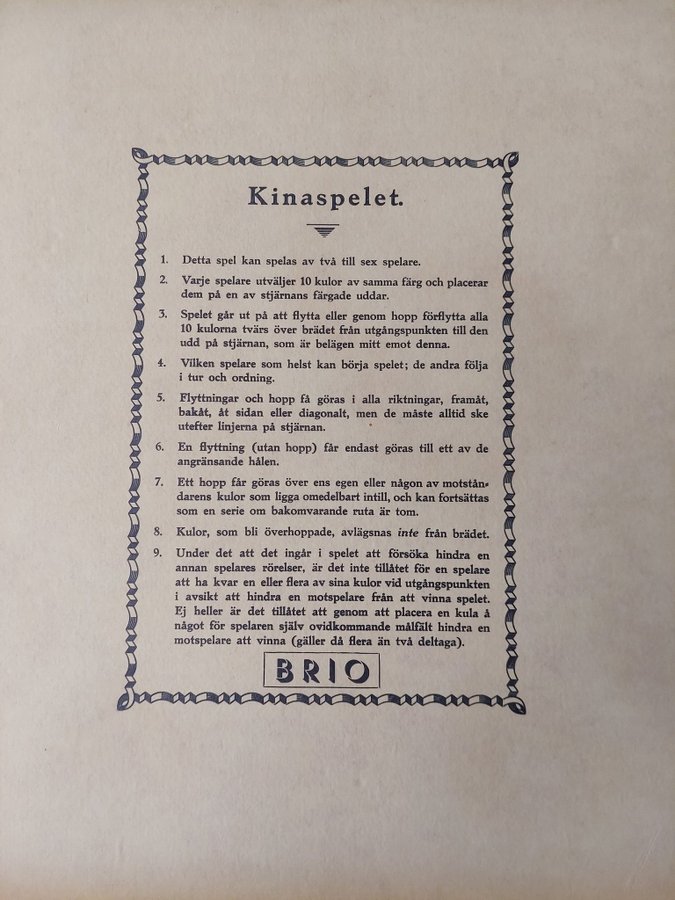 Kinaspelet.
1. Detta spel kan spelas av två till sex spelare.
2. Varje spelare utväljer 10 kulor av samma färg och placerar
dem på en av stjärnans färgade uddar.
3. Spelet går ut på att flytta eller genom hopp förflytta alla
10 kulorna tvärs över brädet från utgångspunkten till den
udd på stjärnan, som är belägen mitt emot denna.
4. Vilken spelare som helst kan börja spelet; de andra följa
i tur och ordning.
5. Flyttningar och hopp få göras i alla riktningar, framåt,
bakåt, åt sidan eller diagonalt, men de måste alltid ske
utefter linjerna på stjärnan.
6. En flyttning (utan hopp) får endast göras till ett av de
angränsande hålen.
7. Ett hopp får göras över ens egen eller någon av motstån-
darens kulor som ligga omedelbart intill, och kan fortsättas
som en serie om bakomvarande ruta är tom.
8. Kulor, som bli överhoppade, avlägsnas inte från brädet.
9. Under det att det ingår i spelet att försöka hindra en
annan spelares rörelser, är det inte tillåtet för en spelare
att ha kvar en eller flera av sina kulor vid utgångspunkten
i avsikt att hindra en motspelare från att vinna spelet.
Ej heller är det tillåtet att genom att placera en kula å
något för spelaren själv ovidkommande målfält hindra en
motspelare att vinna (gäller då flera än två deltaga).
BRIO